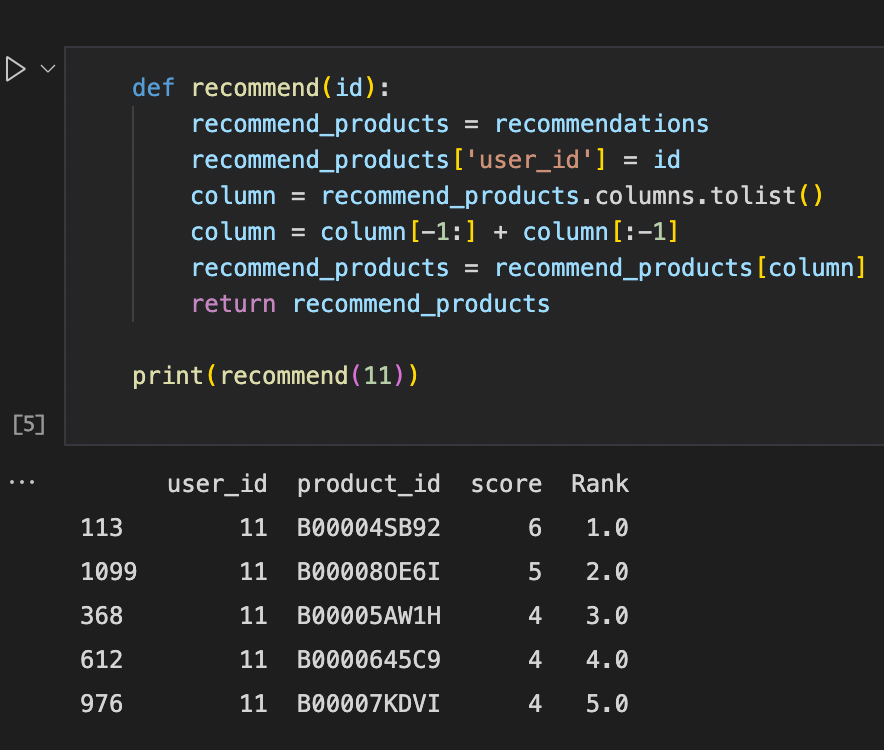 def recommend(id):
    recommend_products = recommendations
    recommend_products['user_id'] = id
    column = recommend_products.columns.tolist()
    column = column[-1:] + column[:-1]
    recommend_products = recommend_products[column]
    return recommend_products

print(recommend(11))
[5]
...
      user_id  product_id  score  Rank
113        11  B00004SB92      6   1.0
1099       11  B00008OE6I      5   2.0
368        11  B00005AW1H      4   3.0
612        11  B0000645C9      4   4.0
976        11  B00007KDVI      4   5.0